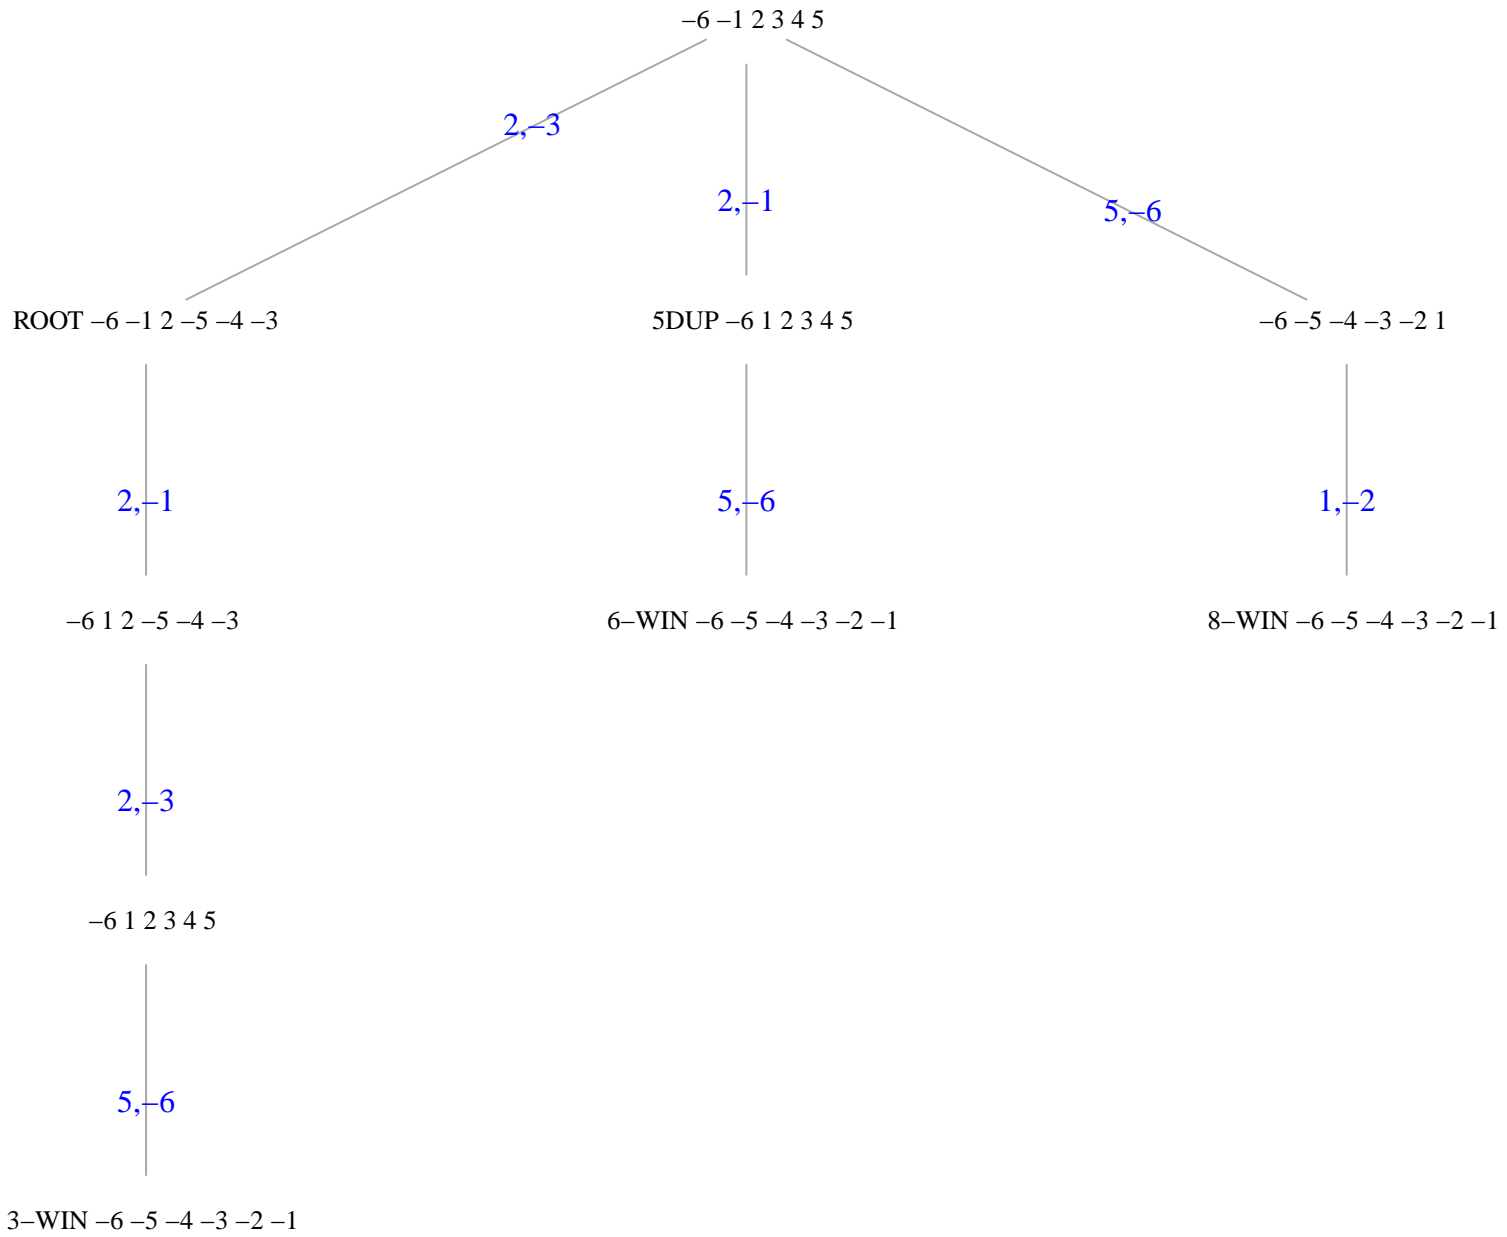 –6 –1 2 3 4 5
2,–3
2,–1
5,–6
ROOT –6 –1 2 –5 –4 –3
5DUP –6 1 2 3 4 5
–6 –5 –4 –3 –2 1
2,–1
5,–6
1,–2
–6 1 2 –5 –4 –3
6–WIN –6 –5 –4 –3 –2 –1
8–WIN –6 –5 –4 –3 –2 –1
2,–3
–6 1 2 3 4 5
5,–6
3–WIN –6 –5 –4 –3 –2 –1